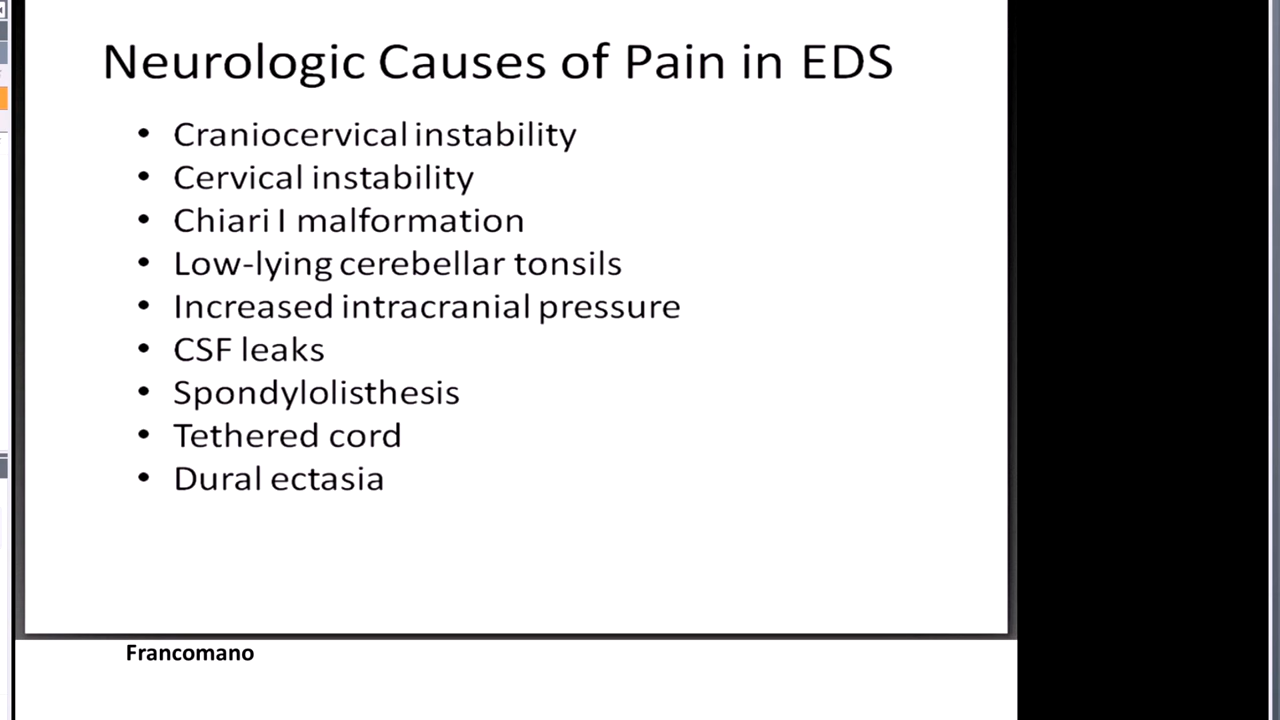 Neurologic Causes of Pain in EDS
• Craniocervical instability
• Cervical instability
• Chiari I malformation
• Low-lying cerebellar tonsils
• Increased intracranial pressure
• CSF leaks
• Spondylolisthesis
• Tethered cord
• Dural ectasia
Francomano